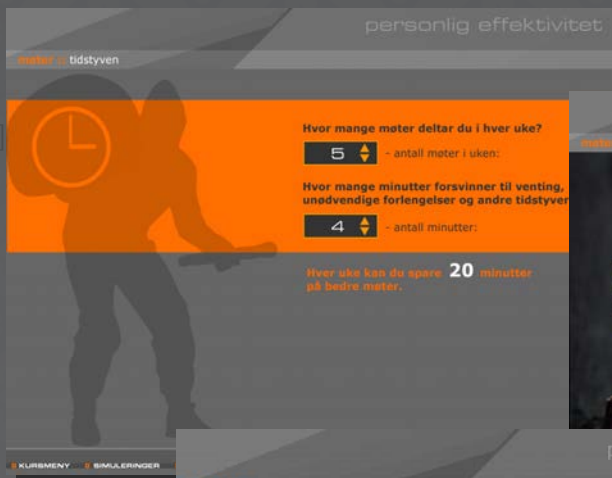 personlig effektivitet
møter :: tidstyven
Hvor mange møter deltar du i hver uke?
5 - antall møter i uken:
Hvor mange minutter forsvinner til venting,
unødvendige forlengelser og andre tidstyver
4 - antall minutter:
Hver uke kan du spare 20 minutter
på bedre møter.
KURSMENY SIMULERINGER